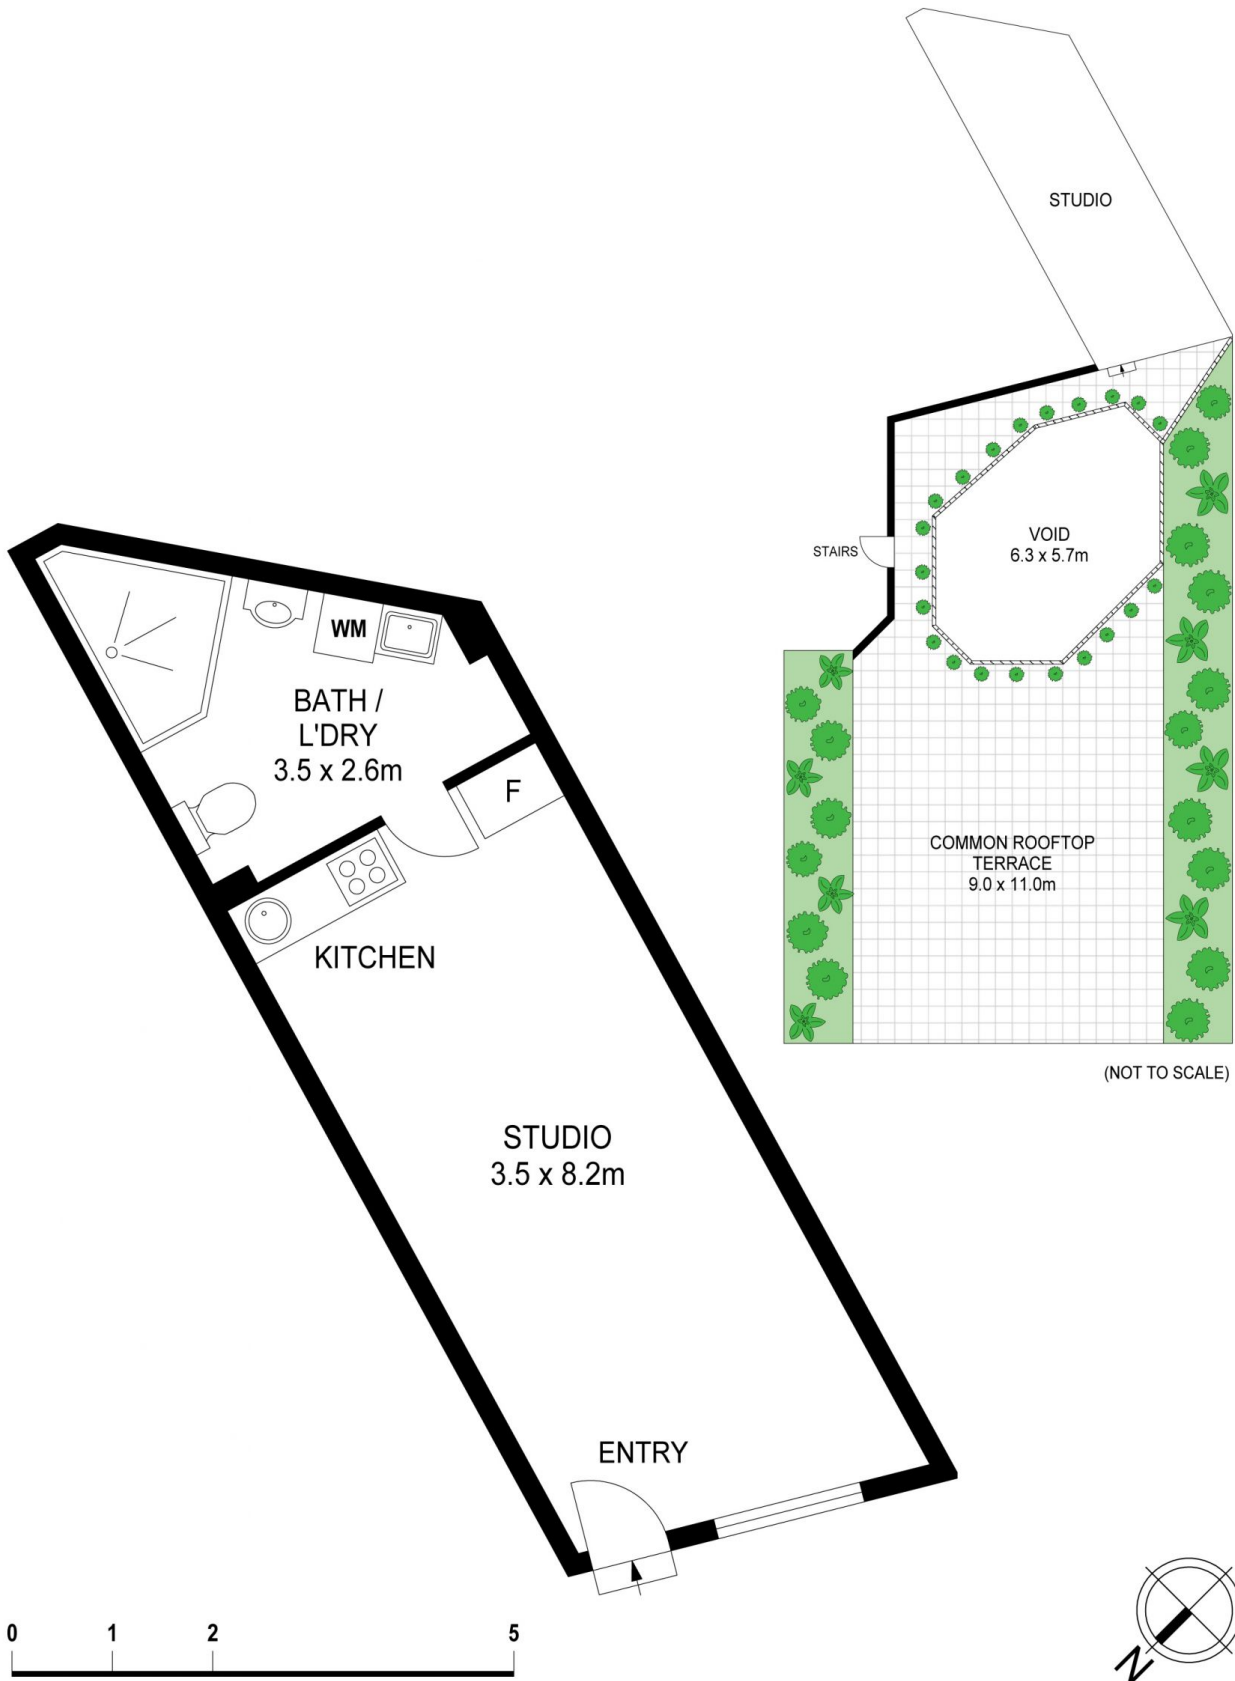 STUDIO
STAIRS
VOID
6.3 x 5.7m
COMMON ROOFTOP
TERRACE
9.0 x 11.0m
(NOT TO SCALE)
WM
BATH /
L'DRY
3.5 x 2.6m
F
KITCHEN
STUDIO
3.5 x 8.2m
ENTRY
0 1 2 5
N